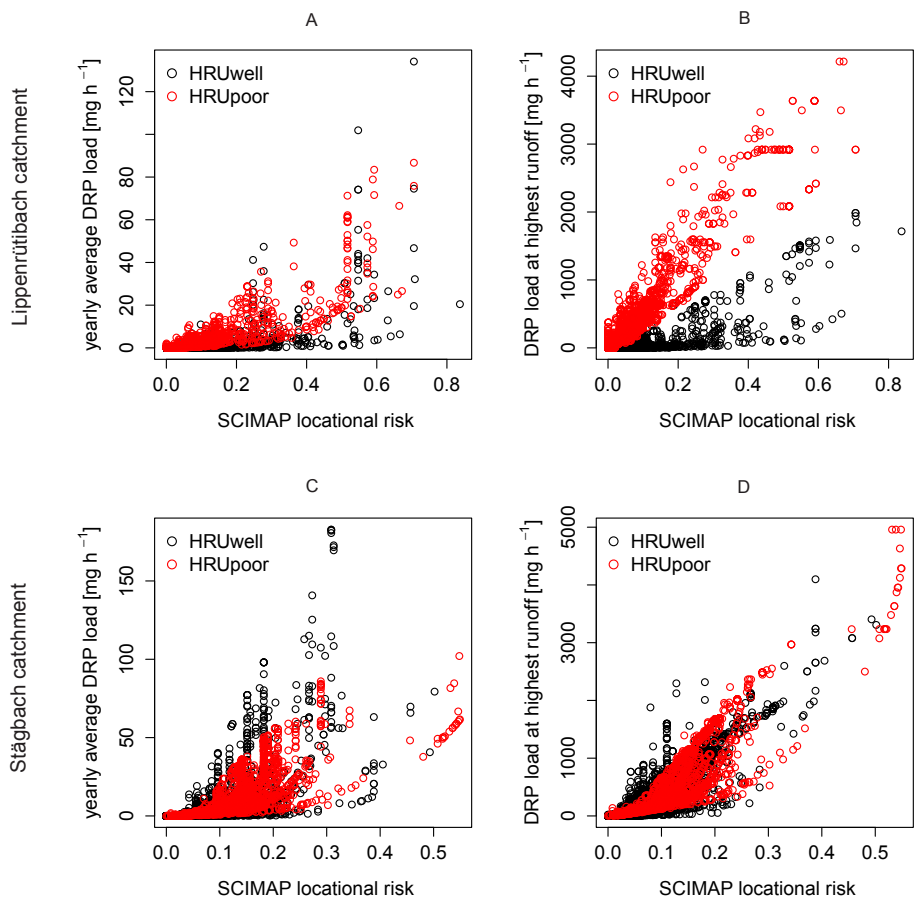 A
B
Lippenrütibach catchment
yearly average DRP load [mg h⁻¹]
0 20 40 60 80 120
HRUwell
HRUpoor
0.0 0.2 0.4 0.6 0.8
SCIMAP locational risk
DRP load at highest runoff [mg h⁻¹]
0 1000 2000 3000 4000
HRUwell
HRUpoor
0.0 0.2 0.4 0.6 0.8
SCIMAP locational risk
C
D
Stägbach catchment
yearly average DRP load [mg h⁻¹]
0 50 100 150
HRUwell
HRUpoor
0.0 0.1 0.2 0.3 0.4 0.5
SCIMAP locational risk
DRP load at highest runoff [mg h⁻¹]
0 1000 3000 5000
HRUwell
HRUpoor
0.0 0.1 0.2 0.3 0.4 0.5
SCIMAP locational risk